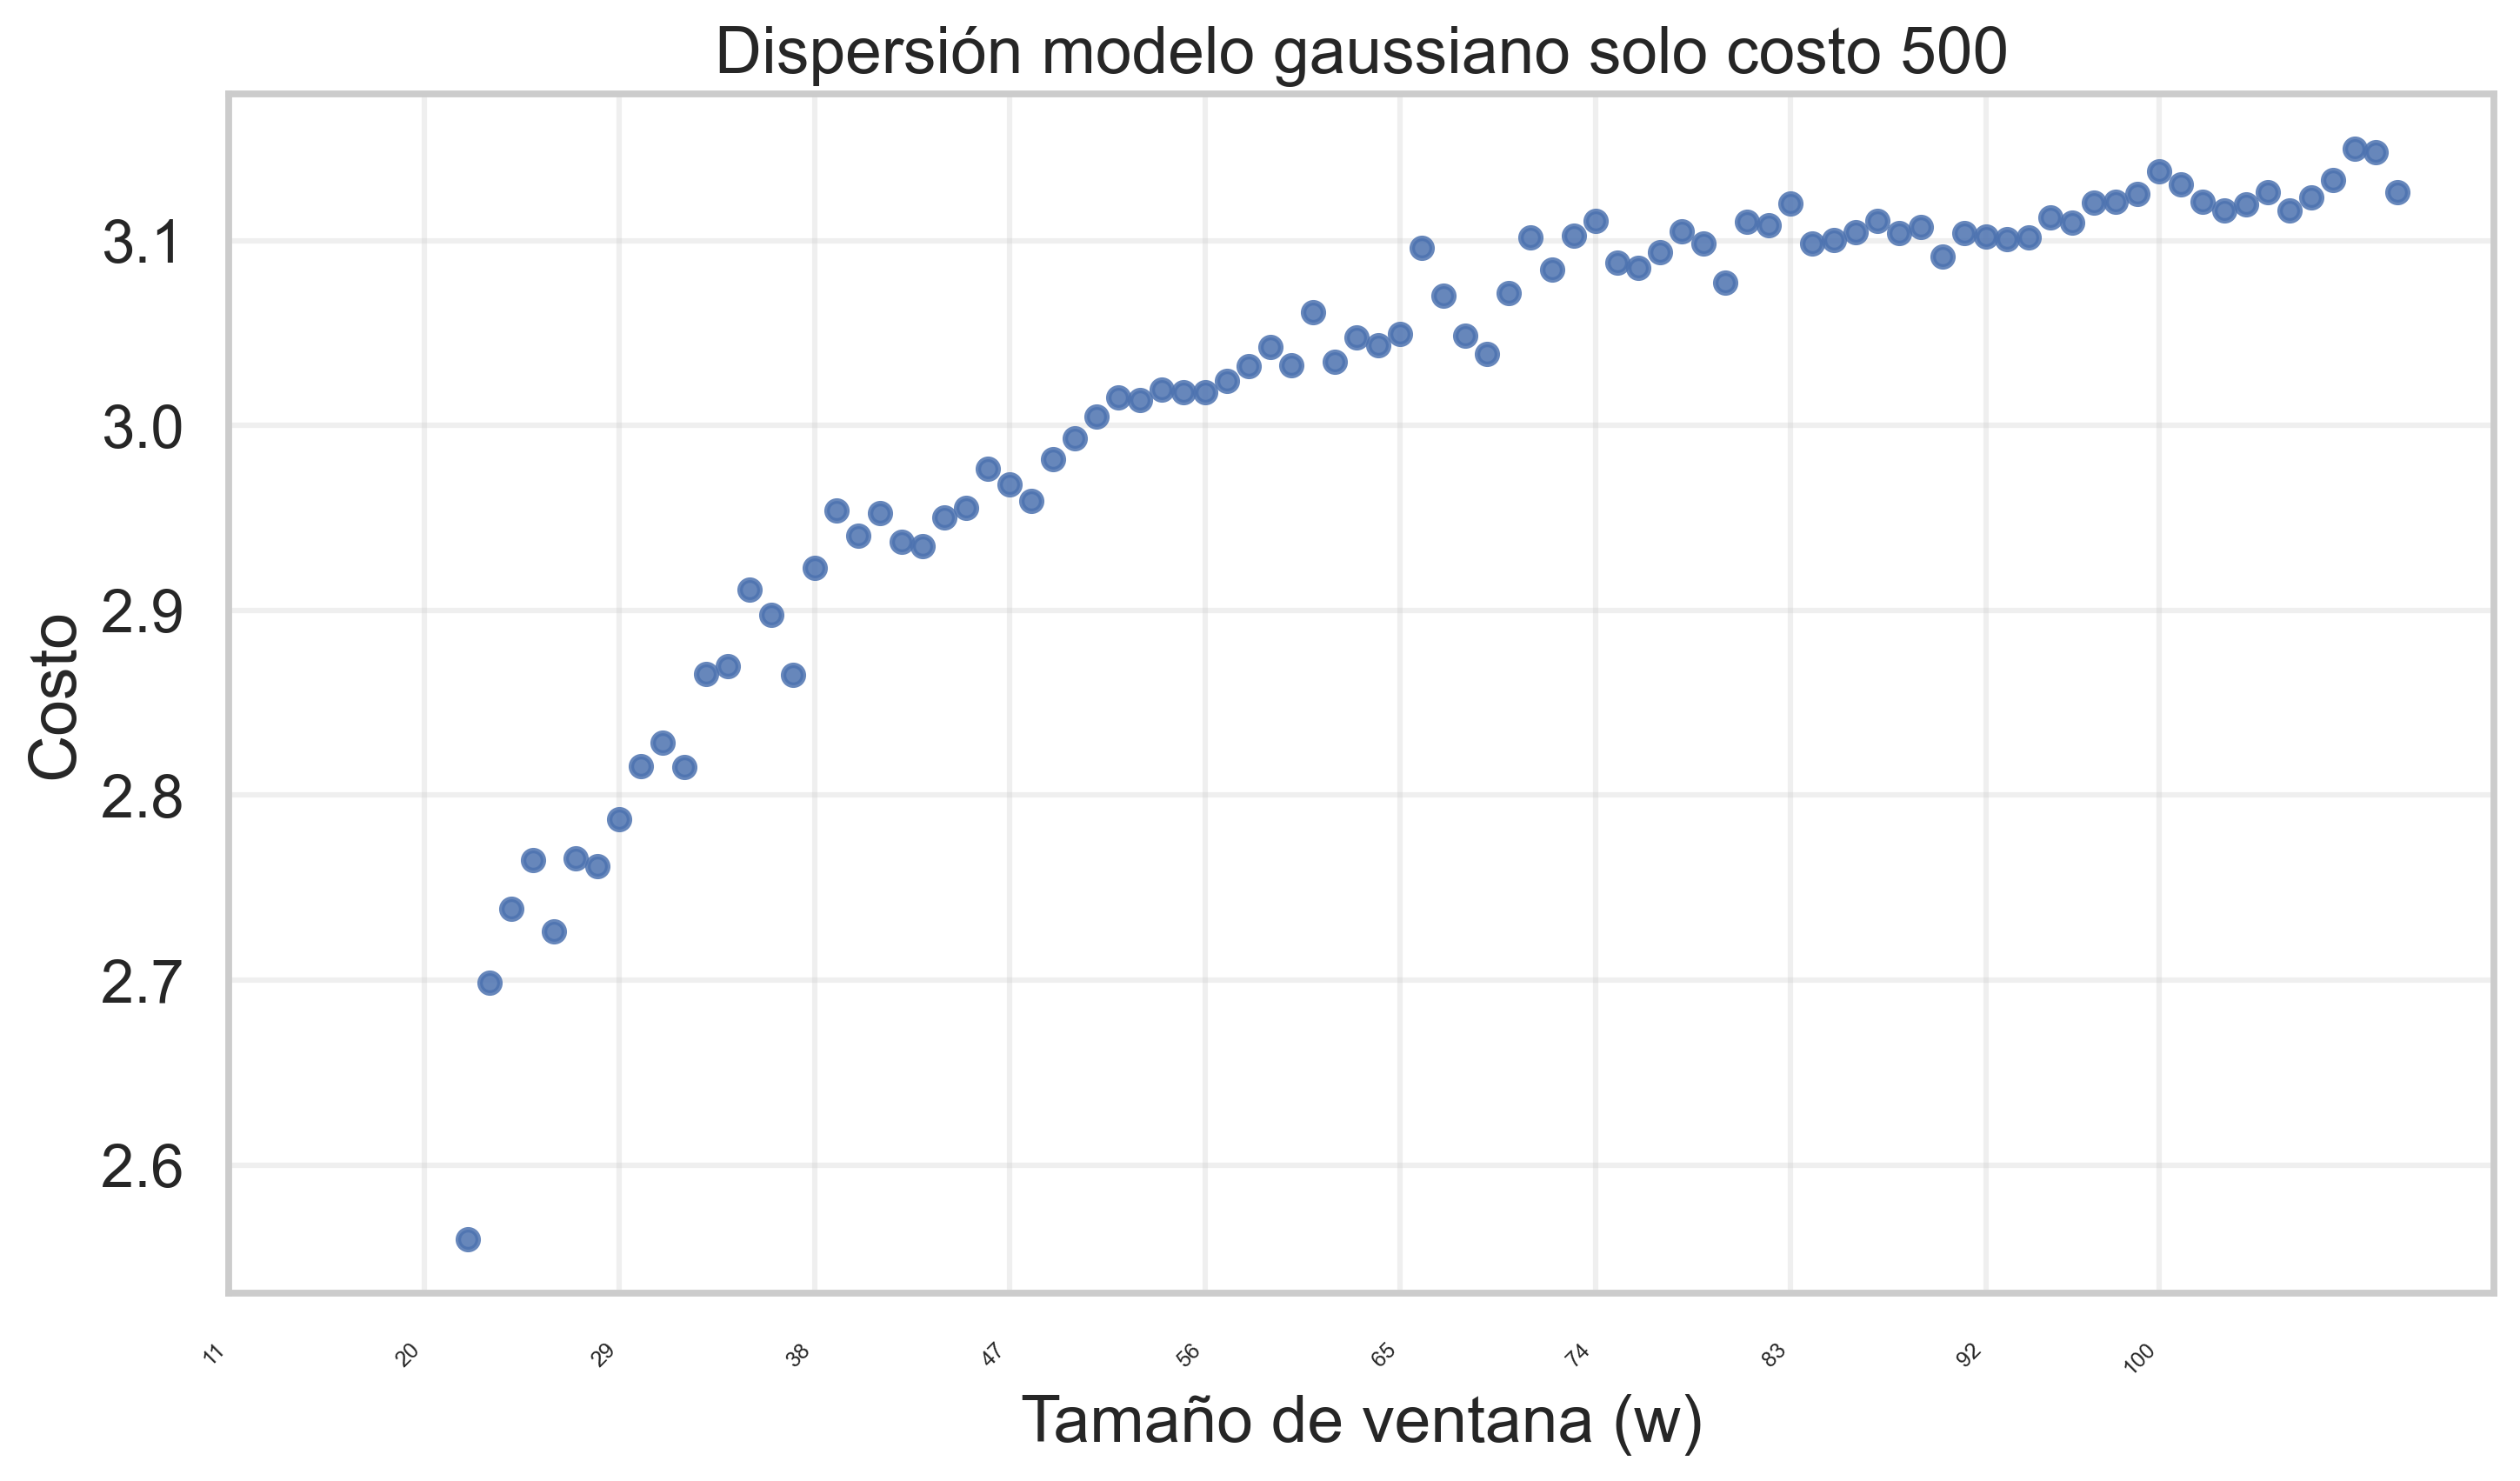 Dispersión modelo gaussiano solo costo 500
Costo
3.1
3.0
2.9
2.8
2.7
2.6
11 20 29 38 47 56 65 74 83 92 100
Tamaño de ventana (w)